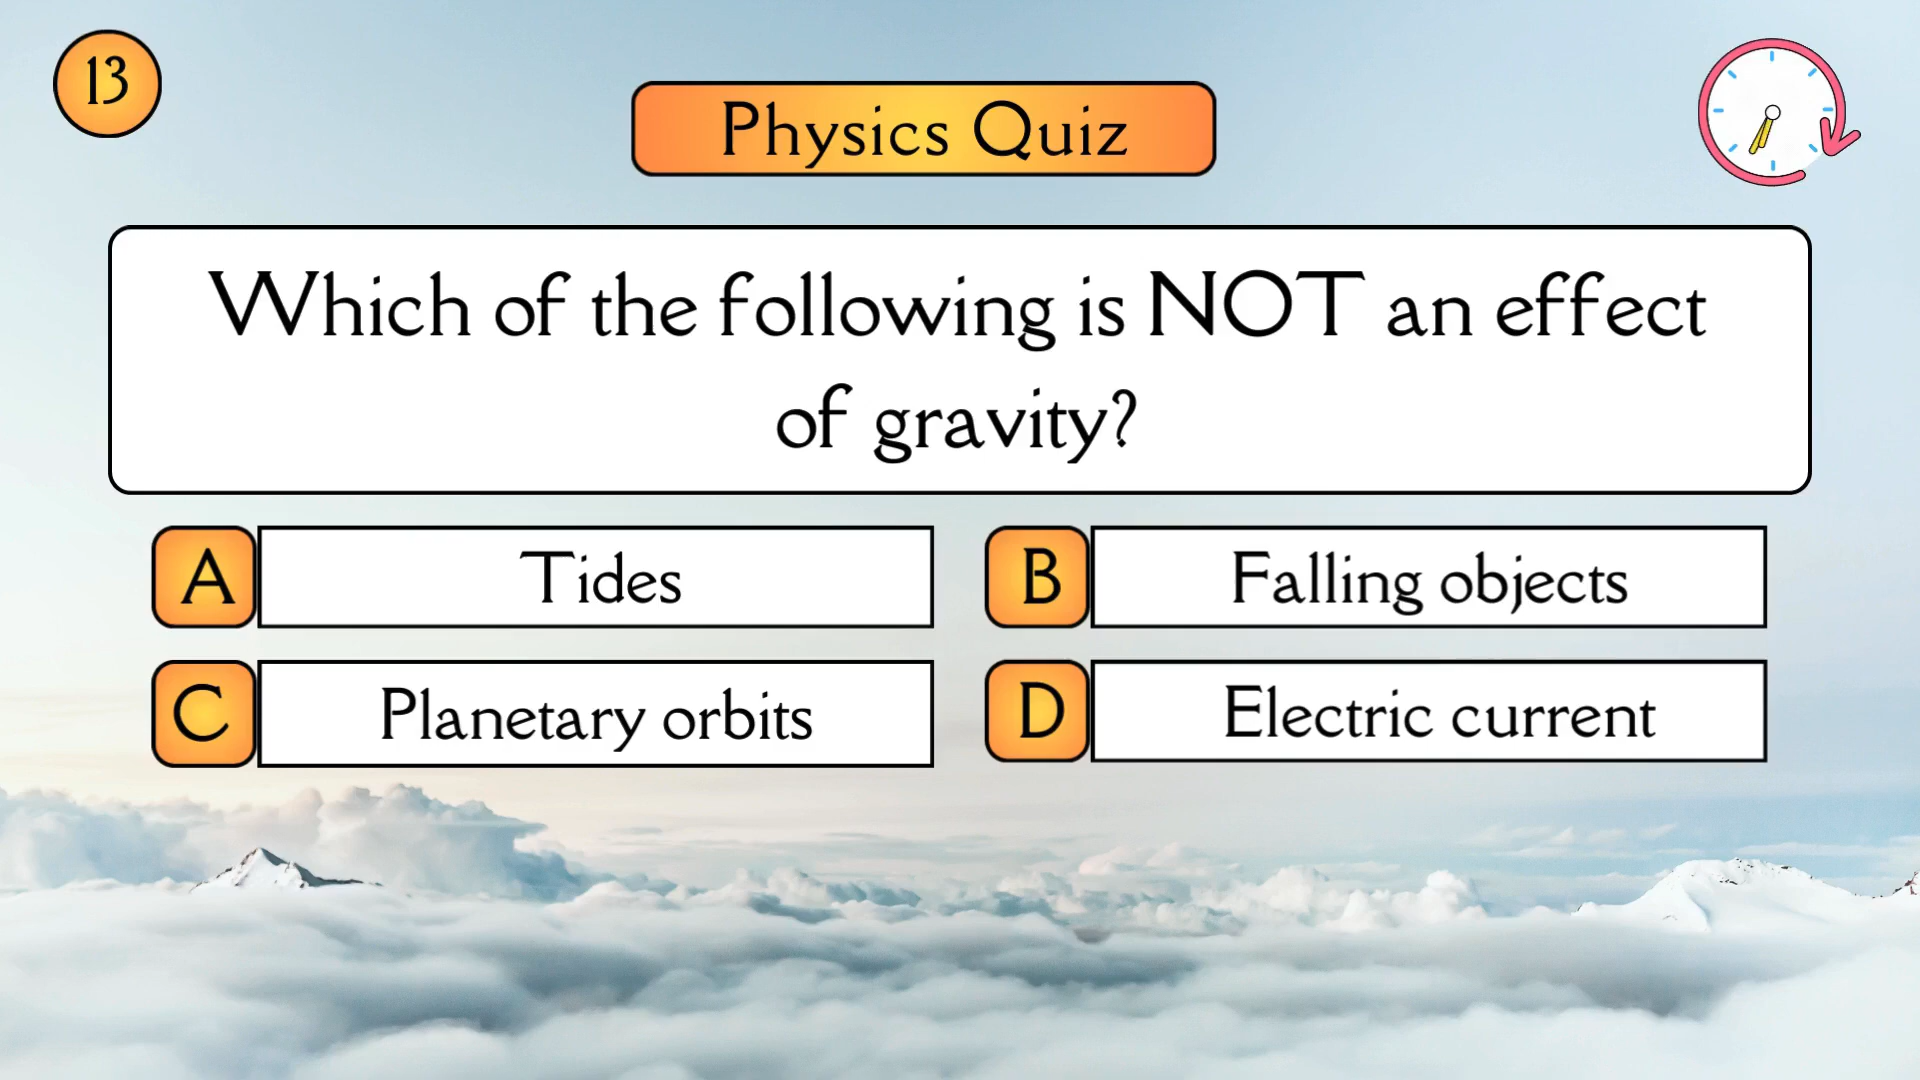 13
Physics Quiz
Which of the following is NOT an effect
of gravity?
A Tides
B Falling objects
C Planetary orbits
D Electric current